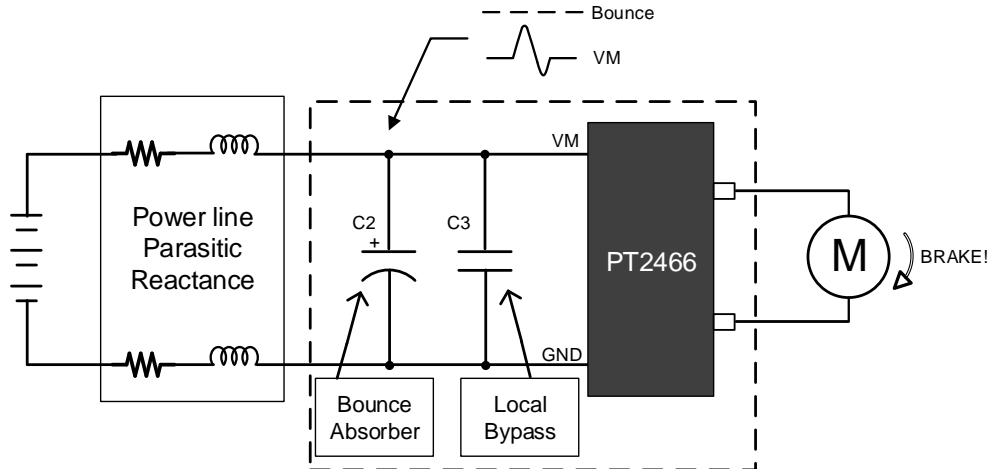 Bounce
VM
VM
Power line
Parasitic
Reactance
C2
+
C3
PT2466
M
BRAKE!
GND
Bounce
Absorber
Local
Bypass